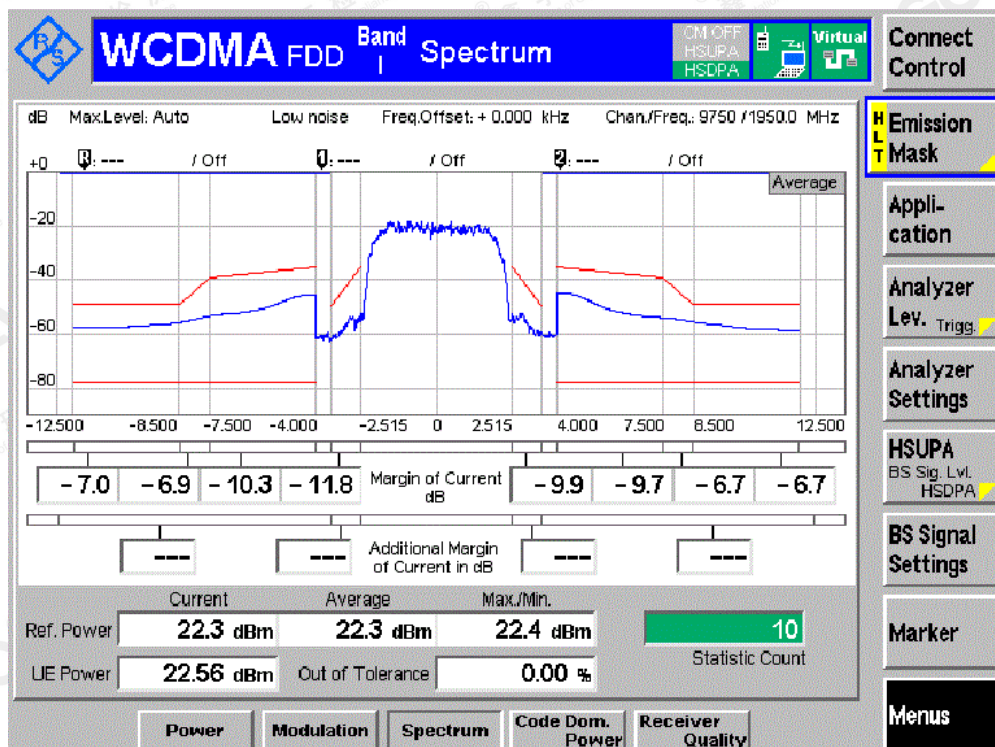 R S
WCDMA FDD Band I Spectrum
CM OFF
HSUPA
HSDPA
Virtual
Connect Control
dB Max.Level: Auto Low noise Freq.Offset: + 0.000 kHz Chan./Freq.: 9750 / 1950.0 MHz
HLT
Emission Mask
+0 R: --- / Off 1: --- / Off 2: --- / Off
Average
-20
-40
-60
-80
Appli-
cation
Analyzer
Lev. Trigg.
Analyzer
Settings
-12.500 -8.500 -7.500 -4.000 -2.515 0 2.515 4.000 7.500 8.500 12.500
HSUPA
BS Sig. Lvl.
HSDPA
-7.0 -6.9 -10.3 -11.8 Margin of Current dB -9.9 -9.7 -6.7 -6.7
BS Signal
Settings
--- --- Additional Margin of Current in dB --- ---
Current Average Max./Min.
Ref. Power 22.3 dBm 22.3 dBm 22.4 dBm 10
Statistic Count
Marker
UE Power 22.56 dBm Out of Tolerance 0.00 %
Menus
Power Modulation Spectrum Code Dom. Power Receiver Quality